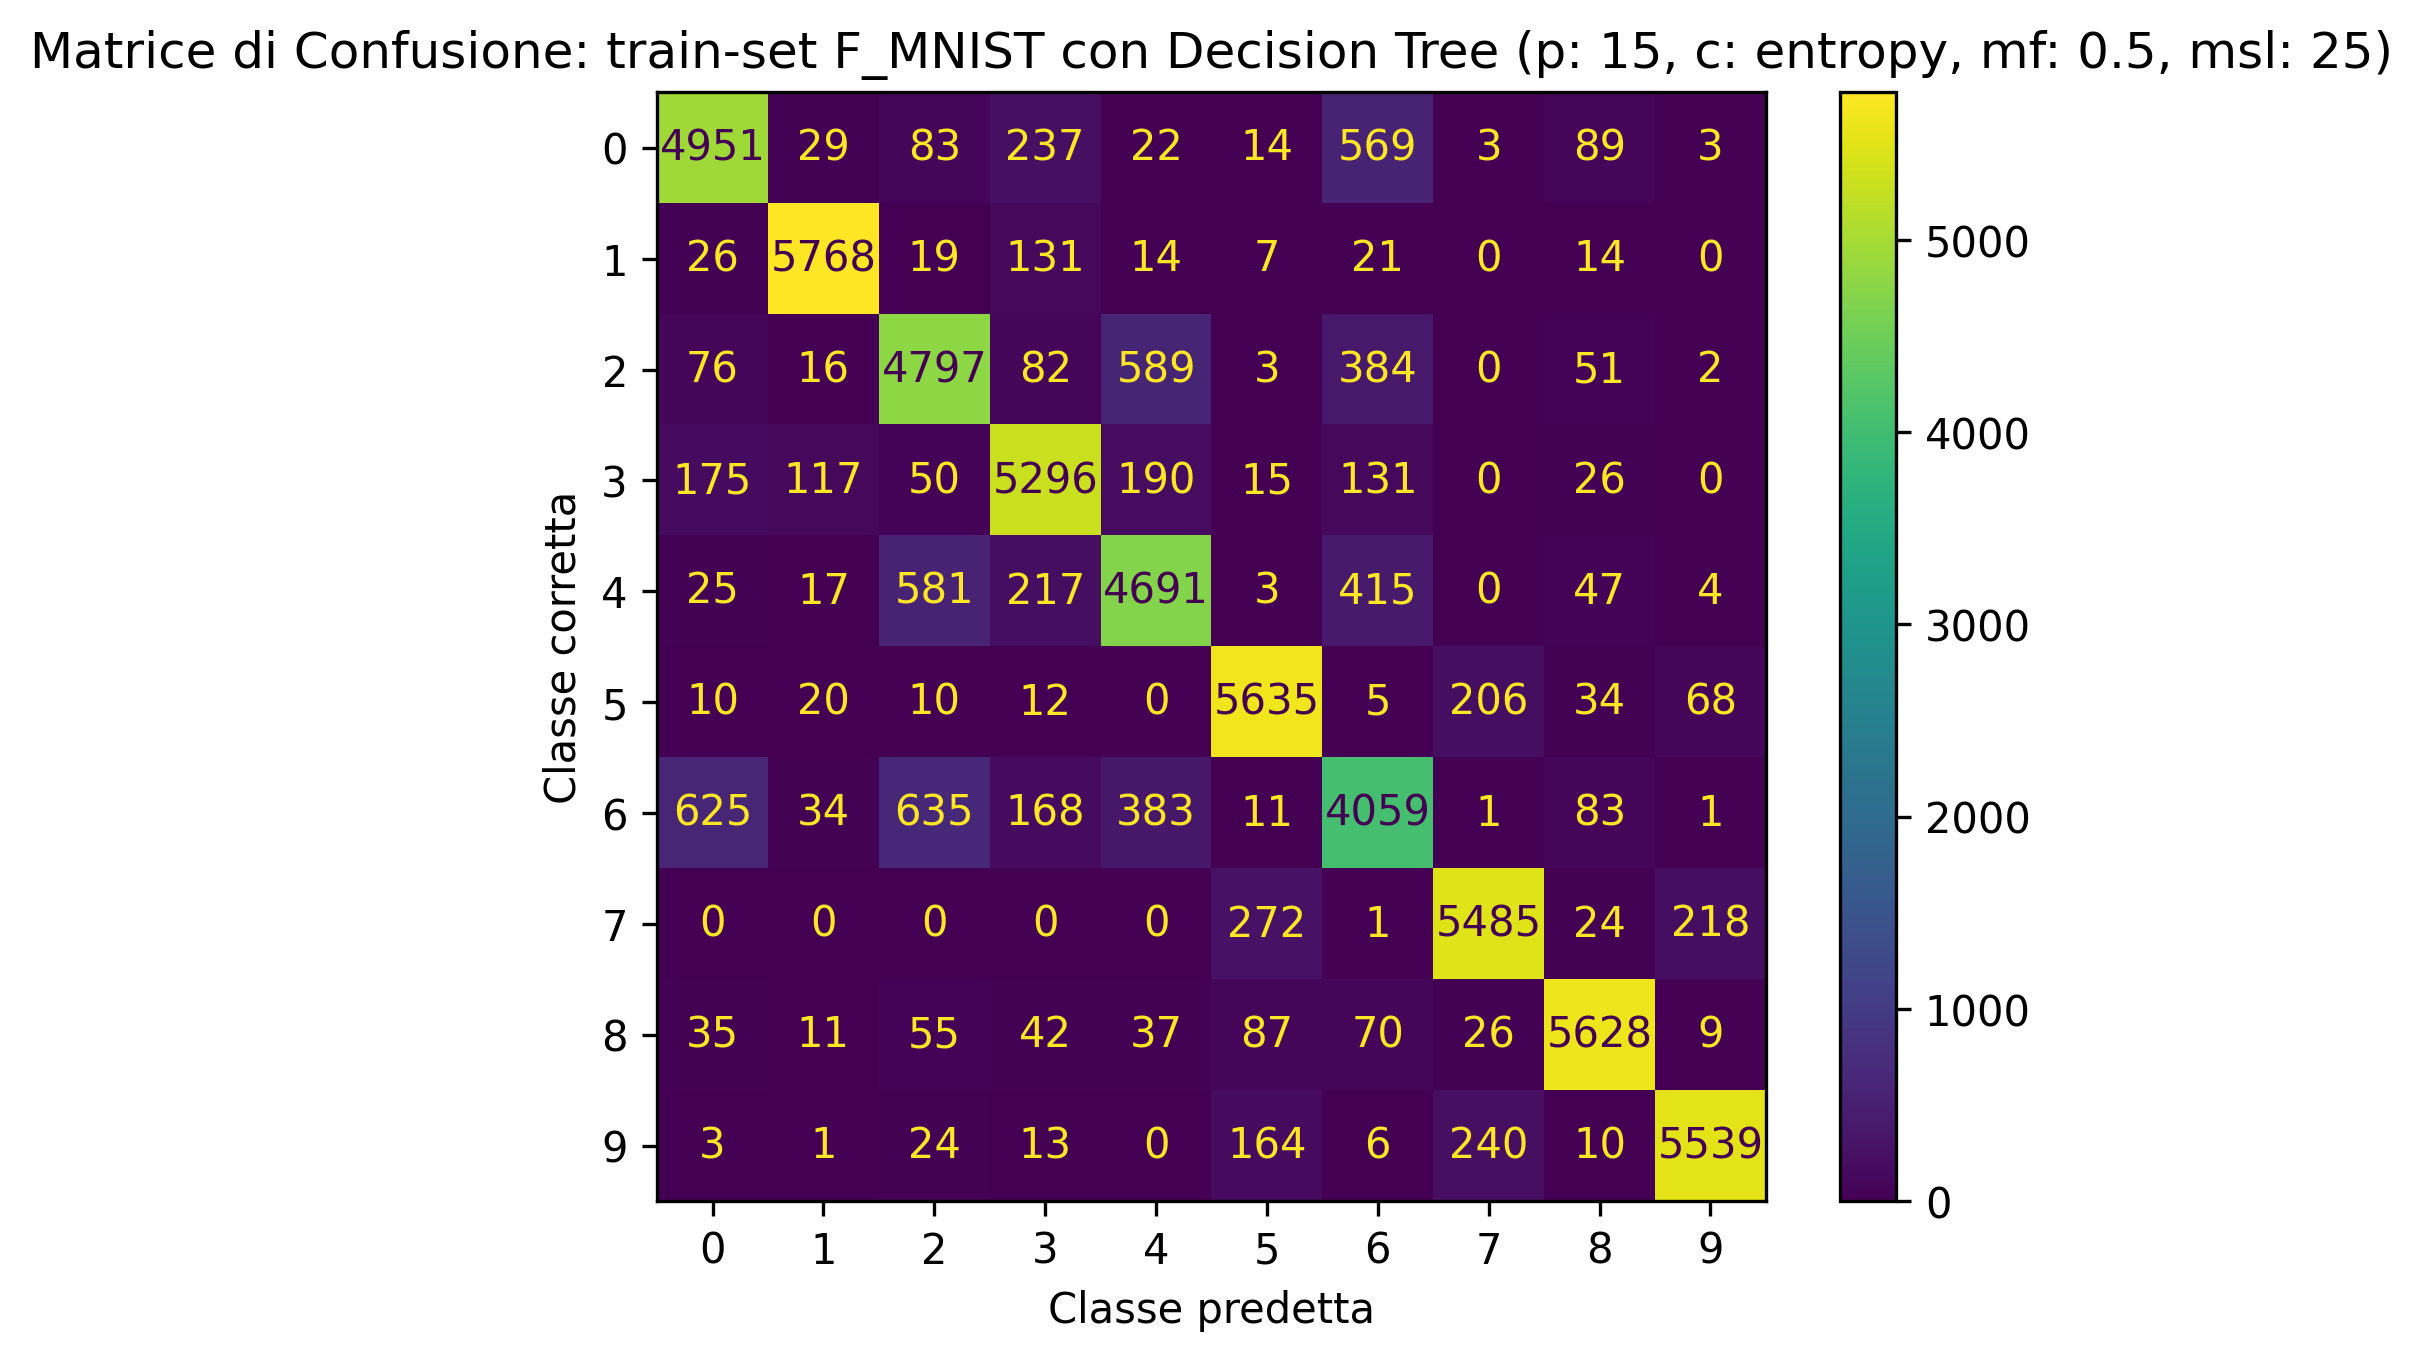 Matrice di Confusione: train-set F_MNIST con Decision Tree (p: 15, c: entropy, mf: 0.5, msl: 25)
Classe corretta
0 4951 29 83 237 22 14 569 3 89 3
1 26 5768 19 131 14 7 21 0 14 0
2 76 16 4797 82 589 3 384 0 51 2
3 175 117 50 5296 190 15 131 0 26 0
4 25 17 581 217 4691 3 415 0 47 4
5 10 20 10 12 0 5635 5 206 34 68
6 625 34 635 168 383 11 4059 1 83 1
7 0 0 0 0 0 272 1 5485 24 218
8 35 11 55 42 37 87 70 26 5628 9
9 3 1 24 13 0 164 6 240 10 5539
0 1 2 3 4 5 6 7 8 9
Classe predetta
5000
4000
3000
2000
1000
0